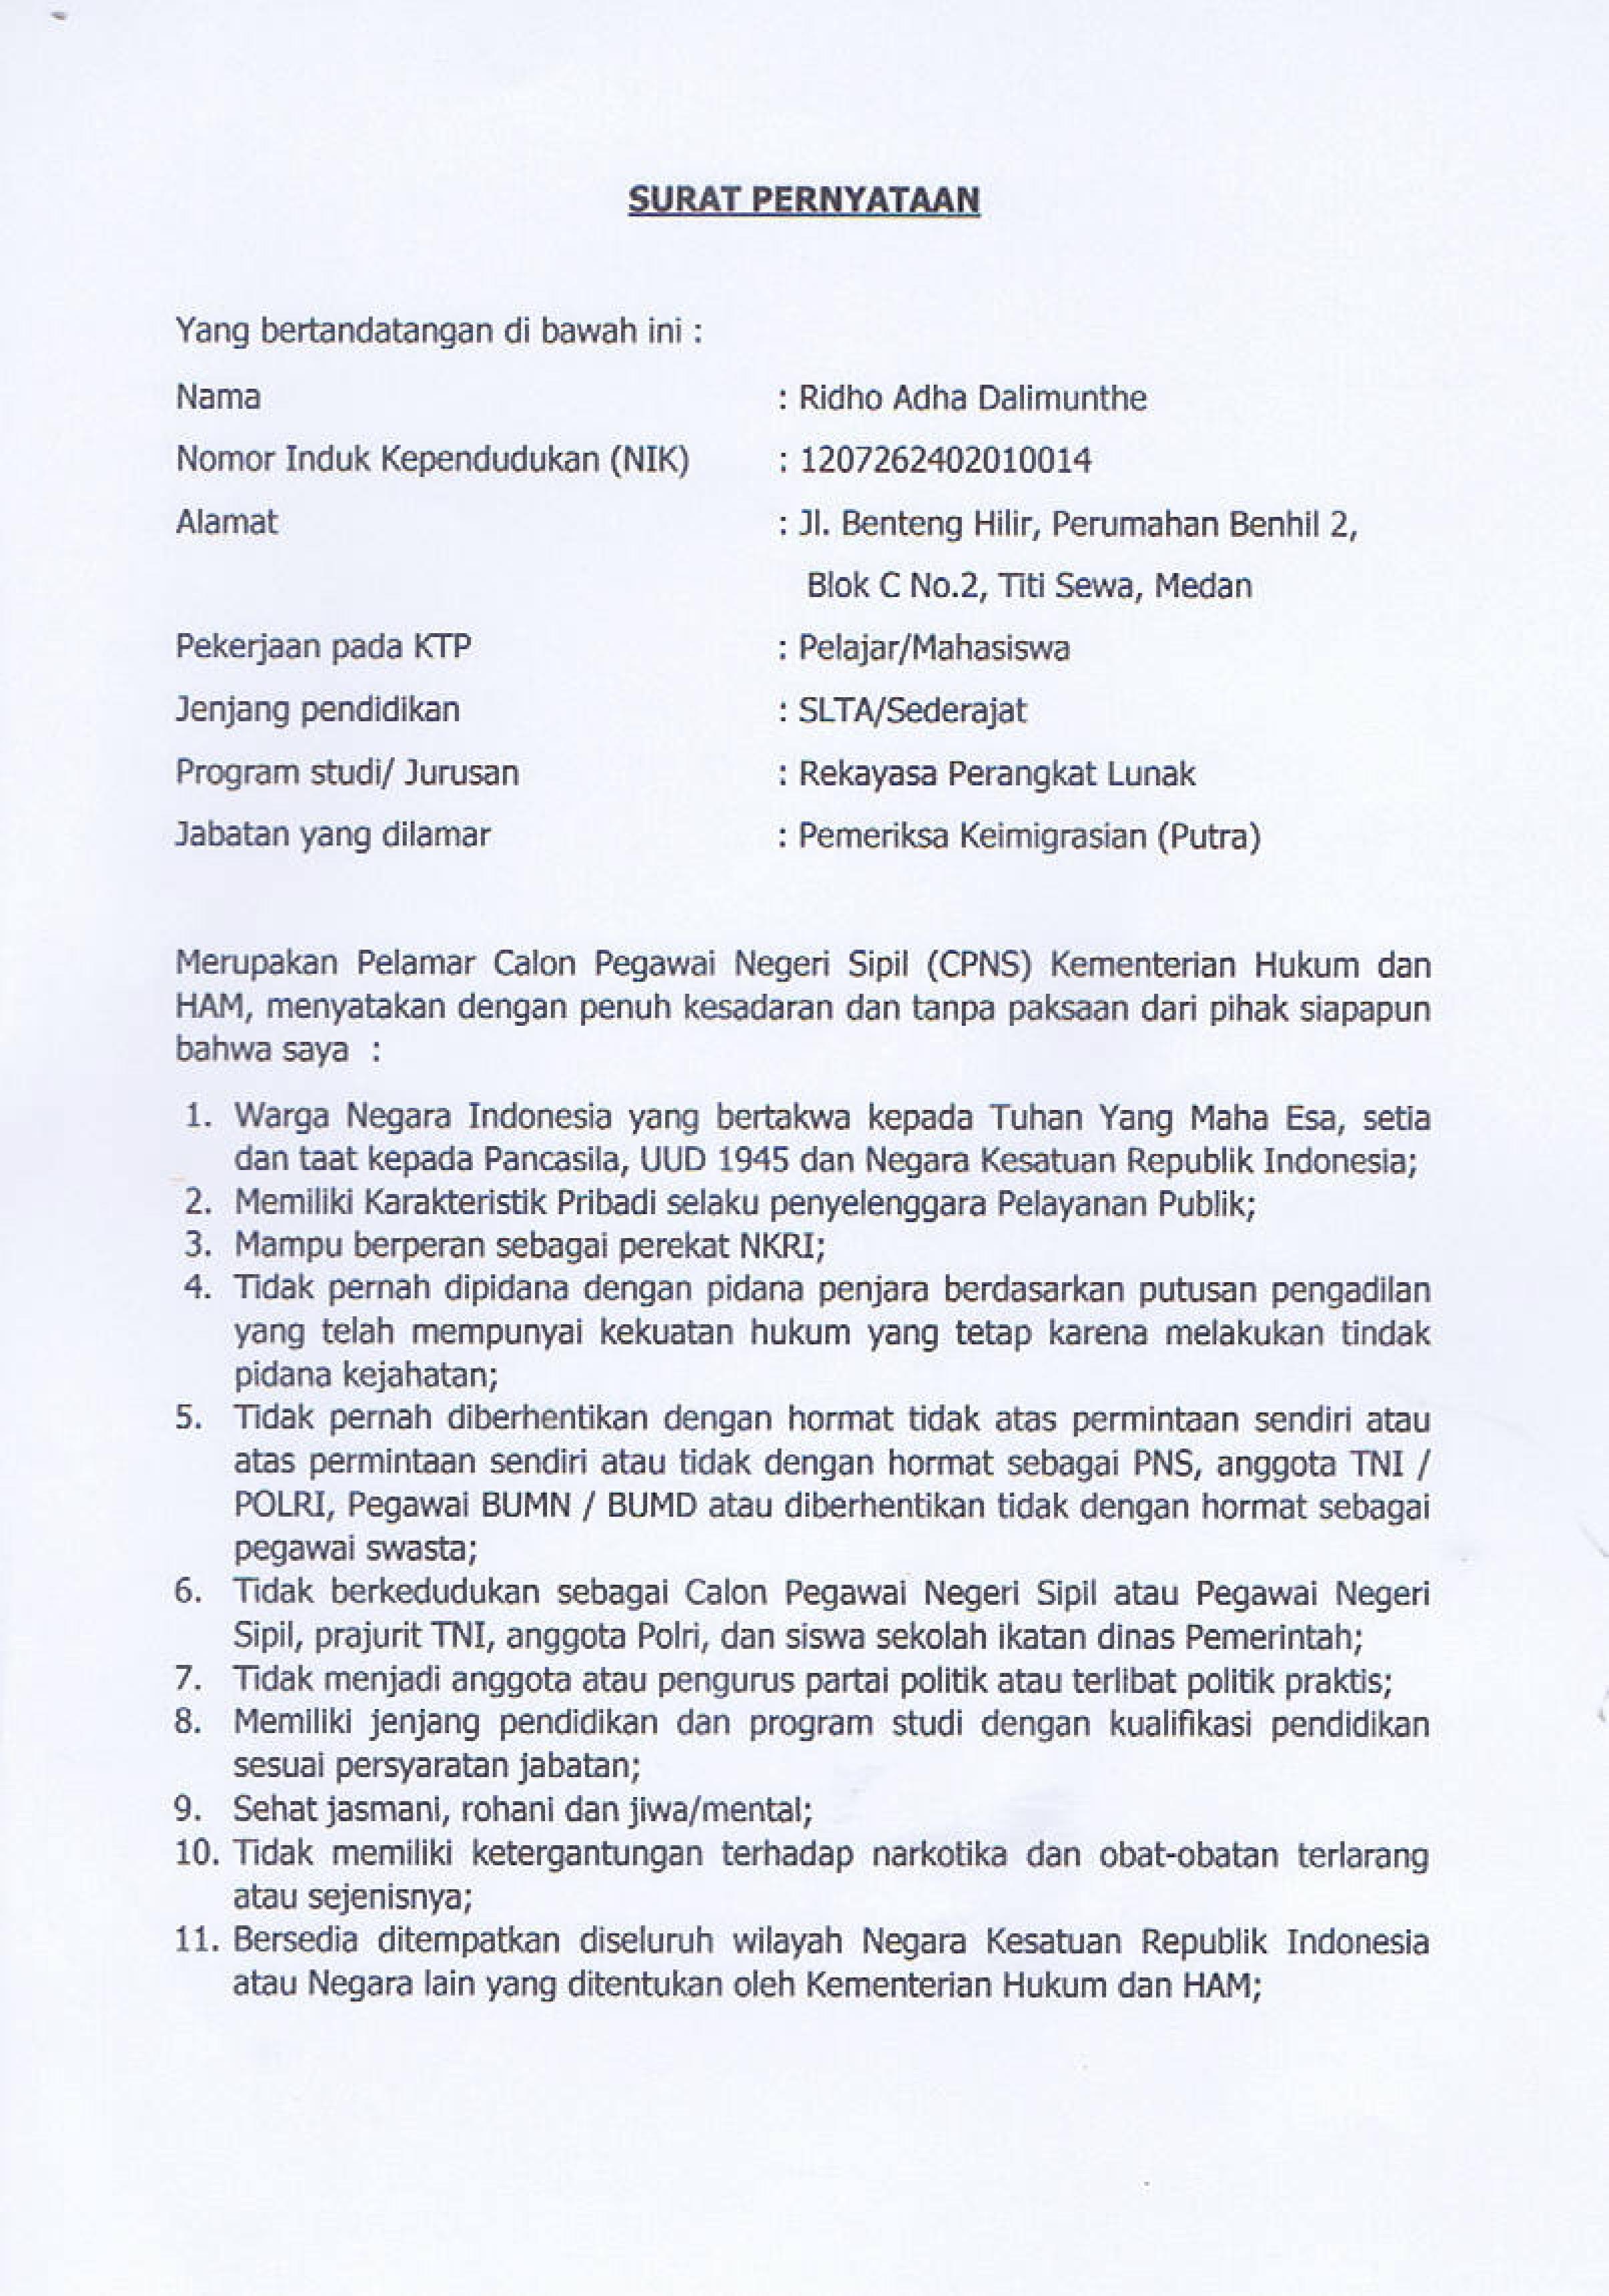 SURAT PERNYATAAN
Yang bertandatangan di bawah ini :
Nama : Ridho Adha Dalimunthe
Nomor Induk Kependudukan (NIK) : 1207262402010014
Alamat : Jl. Benteng Hilir, Perumahan Benhil 2,
Blok C No.2, Titi Sewa, Medan
Pekerjaan pada KTP : Pelajar/Mahasiswa
Jenjang pendidikan : SLTA/Sederajat
Program studi/ Jurusan : Rekayasa Perangkat Lunak
Jabatan yang dilamar : Pemeriksa Keimigrasian (Putra)
Merupakan Pelamar Calon Pegawai Negeri Sipil (CPNS) Kementerian Hukum dan
HAM, menyatakan dengan penuh kesadaran dan tanpa paksaan dari pihak siapapun
bahwa saya :
1. Warga Negara Indonesia yang bertakwa kepada Tuhan Yang Maha Esa, setia
dan taat kepada Pancasila, UUD 1945 dan Negara Kesatuan Republik Indonesia;
2. Memiliki Karakteristik Pribadi selaku penyelenggara Pelayanan Publik;
3. Mampu berperan sebagai perekat NKRI;
4. Tidak pernah dipidana dengan pidana penjara berdasarkan putusan pengadilan
yang telah mempunyai kekuatan hukum yang tetap karena melakukan tindak
pidana kejahatan;
5. Tidak pernah diberhentikan dengan hormat tidak atas permintaan sendiri atau
atas permintaan sendiri atau tidak dengan hormat sebagai PNS, anggota TNI /
POLRI, Pegawai BUMN / BUMD atau diberhentikan tidak dengan hormat sebagai
pegawai swasta;
6. Tidak berkedudukan sebagai Calon Pegawai Negeri Sipil atau Pegawai Negeri
Sipil, prajurit TNI, anggota Polri, dan siswa sekolah ikatan dinas Pemerintah;
7. Tidak menjadi anggota atau pengurus partai politik atau terlibat politik praktis;
8. Memiliki jenjang pendidikan dan program studi dengan kualifikasi pendidikan
sesuai persyaratan jabatan;
9. Sehat jasmani, rohani dan jiwa/mental;
10. Tidak memiliki ketergantungan terhadap narkotika dan obat-obatan terlarang
atau sejenisnya;
11. Bersedia ditempatkan diseluruh wilayah Negara Kesatuan Republik Indonesia
atau Negara lain yang ditentukan oleh Kementerian Hukum dan HAM;